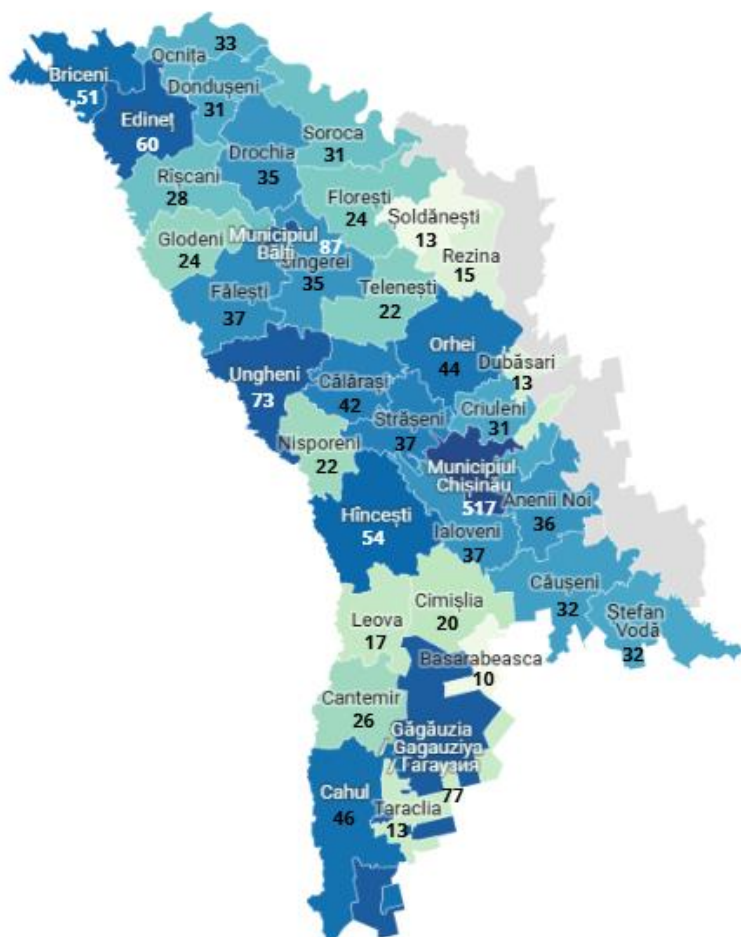 33
Ocnița
Briceni
51
Dondușeni
31
Edineț
60
Soroca
31
Drochia
35
Rîșcani
28
Florești
24
Șoldănești
13
Glodeni
24
Municipiul
Bălți
87
Sîngerei
35
Rezina
15
Telenești
22
Fălești
37
Orhei
44
Dubăsari
13
Ungheni
73
Călărași
42
Criuleni
31
Strășeni
37
Nisporeni
22
Municipiul
Chișinău
517
Anenii Noi
36
Hîncești
54
Ialoveni
37
Căușeni
32
Cimișlia
20
Ștefan
Vodă
32
Leova
17
Basarabeasca
10
Cantemir
26
Găgăuzia
/ Gagauziya
/ Гагаузия
77
Cahul
46
Taraclia
13